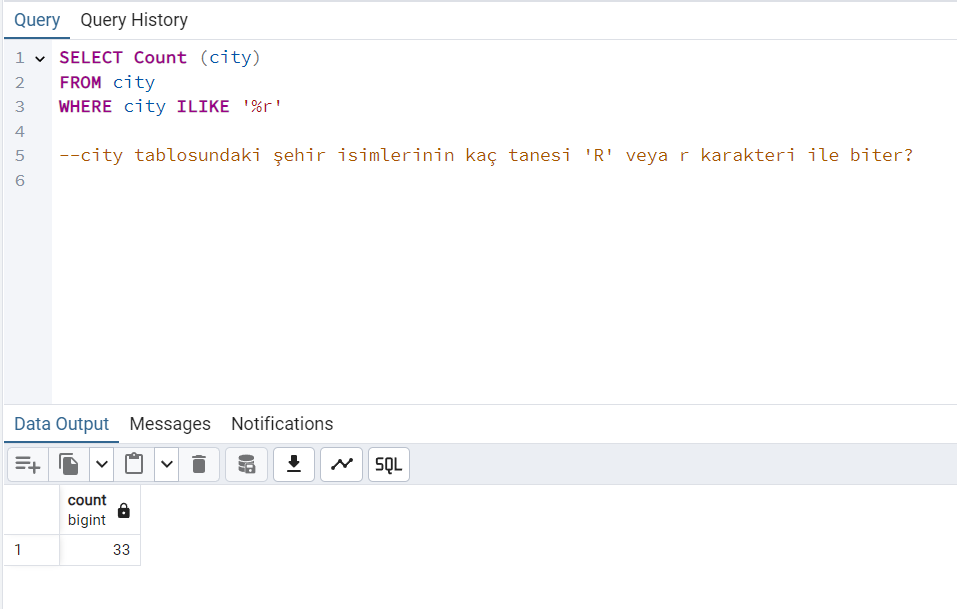 Query Query History
1 SELECT Count (city)
2 FROM city
3 WHERE city ILIKE '%r'
4
5 --city tablosundaki şehir isimlerinin kaç tanesi 'R' veya r karakteri ile biter?
6
Data Output Messages Notifications
SQL
count
bigint
1 33